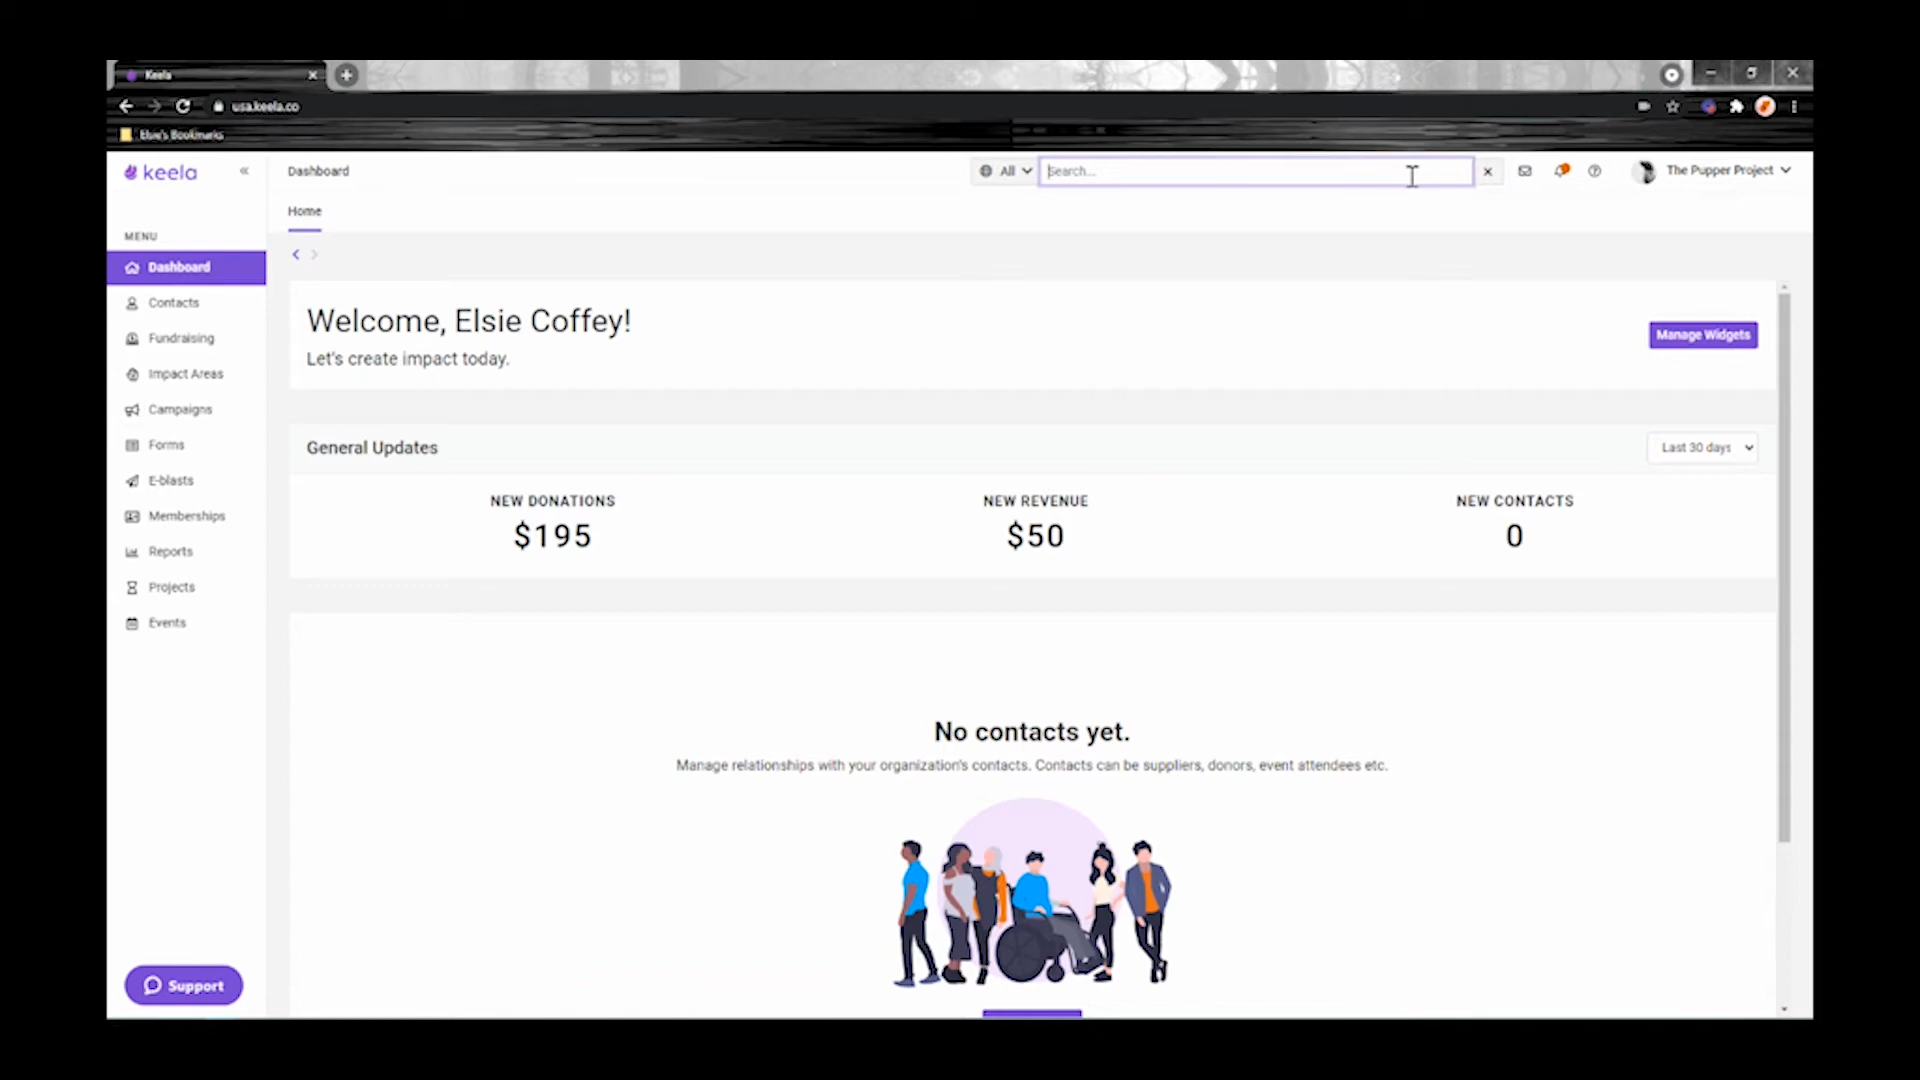 Keela
usa.keela.co
Elsie's Bookmarks
keela
Dashboard
All
Search...
The Pupper Project
Home
MENU
Dashboard
Contacts
Fundraising
Impact Areas
Campaigns
Forms
E-blasts
Memberships
Reports
Projects
Events
Support
Welcome, Elsie Coffey!
Let's create impact today.
Manage Widgets
General Updates
Last 30 days
NEW DONATIONS
$195
NEW REVENUE
$50
NEW CONTACTS
0
No contacts yet.
Manage relationships with your organization's contacts. Contacts can be suppliers, donors, event attendees etc.